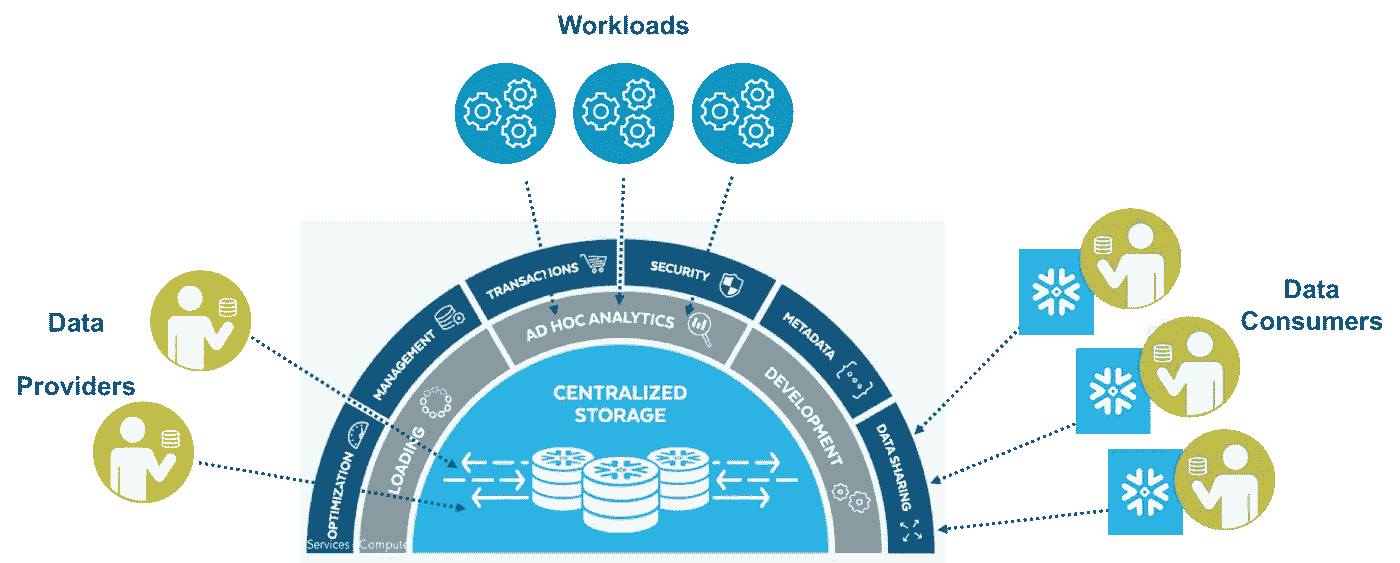 Workloads
Data
Providers
Data
Consumers
OPTIMIZATION
MANAGEMENT
TRANSACTIONS
SECURITY
METADATA
DATA SHARING
LOADING
AD HOC ANALYTICS
DEVELOPMENT
CENTRALIZED
STORAGE
Services
Compute